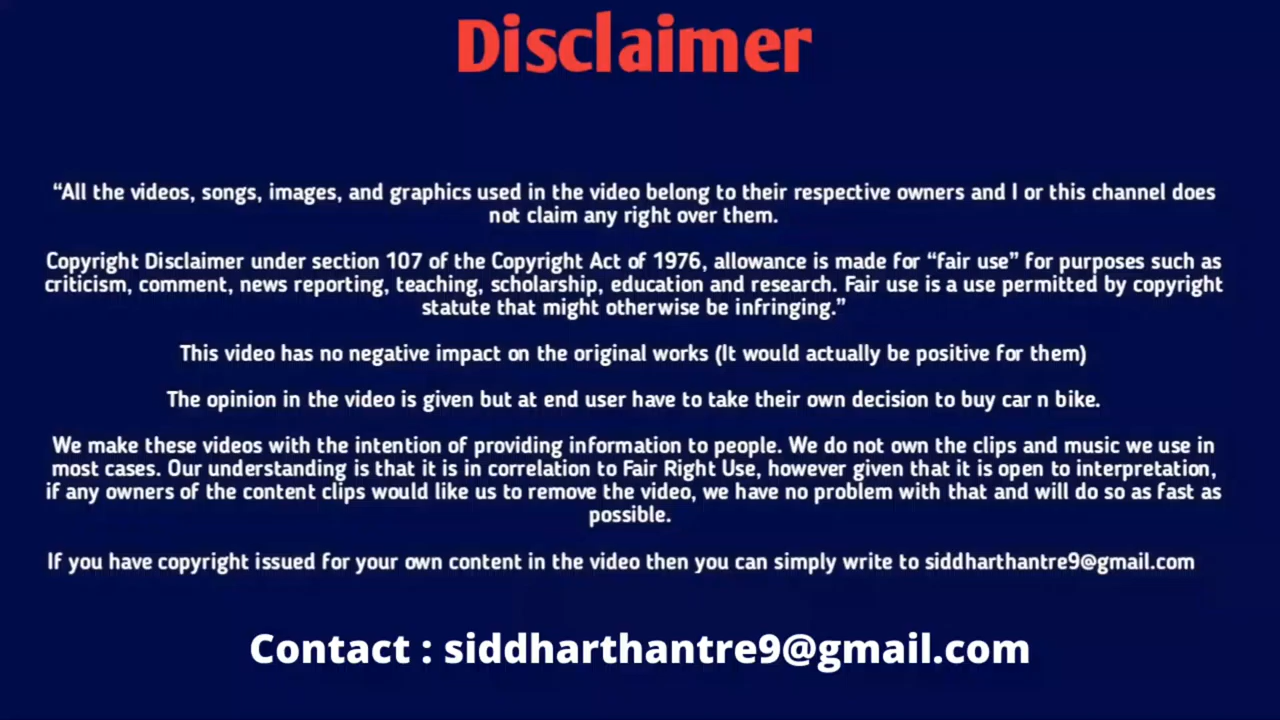 Disclaimer
“All the videos, songs, images, and graphics used in the video belong to their respective owners and I or this channel does
not claim any right over them.
Copyright Disclaimer under section 107 of the Copyright Act of 1976, allowance is made for “fair use” for purposes such as
criticism, comment, news reporting, teaching, scholarship, education and research. Fair use is a use permitted by copyright
statute that might otherwise be infringing.”
This video has no negative impact on the original works (It would actually be positive for them)
The opinion in the video is given but at end user have to take their own decision to buy car n bike.
We make these videos with the intention of providing information to people. We do not own the clips and music we use in
most cases. Our understanding is that it is in correlation to Fair Right Use, however given that it is open to interpretation,
if any owners of the content clips would like us to remove the video, we have no problem with that and will do so as fast as
possible.
If you have copyright issued for your own content in the video then you can simply write to siddharthantre9@gmail.com
Contact : siddharthantre9@gmail.com